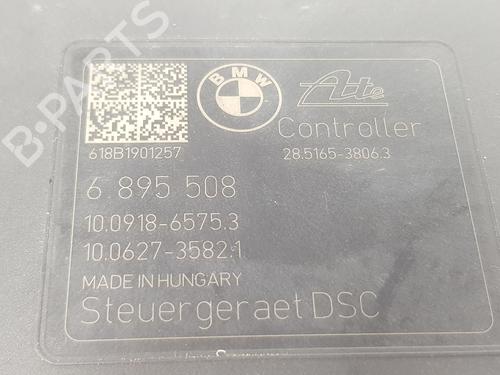 B-PARTS
BMW
Ate
Controller
618B1901257
28.5165-3806.3
6 895 508
10.0918-6575.3
10.0627-3582.1
MADE IN HUNGARY
Steuergeraet DSC